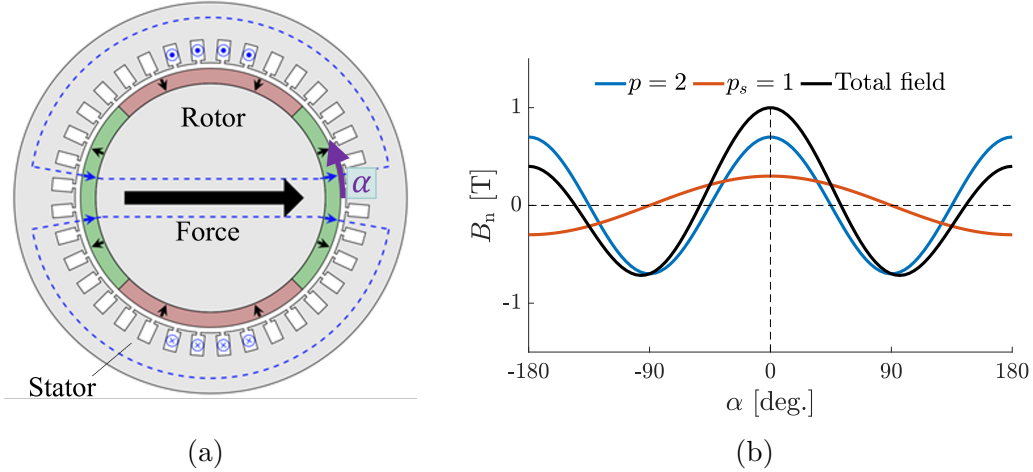 Rotor
α
Force
Stator
(a)
p = 2 p_s = 1 Total field
B_n [T]
1
0
-1
-180 -90 0 90 180
α [deg.]
(b)